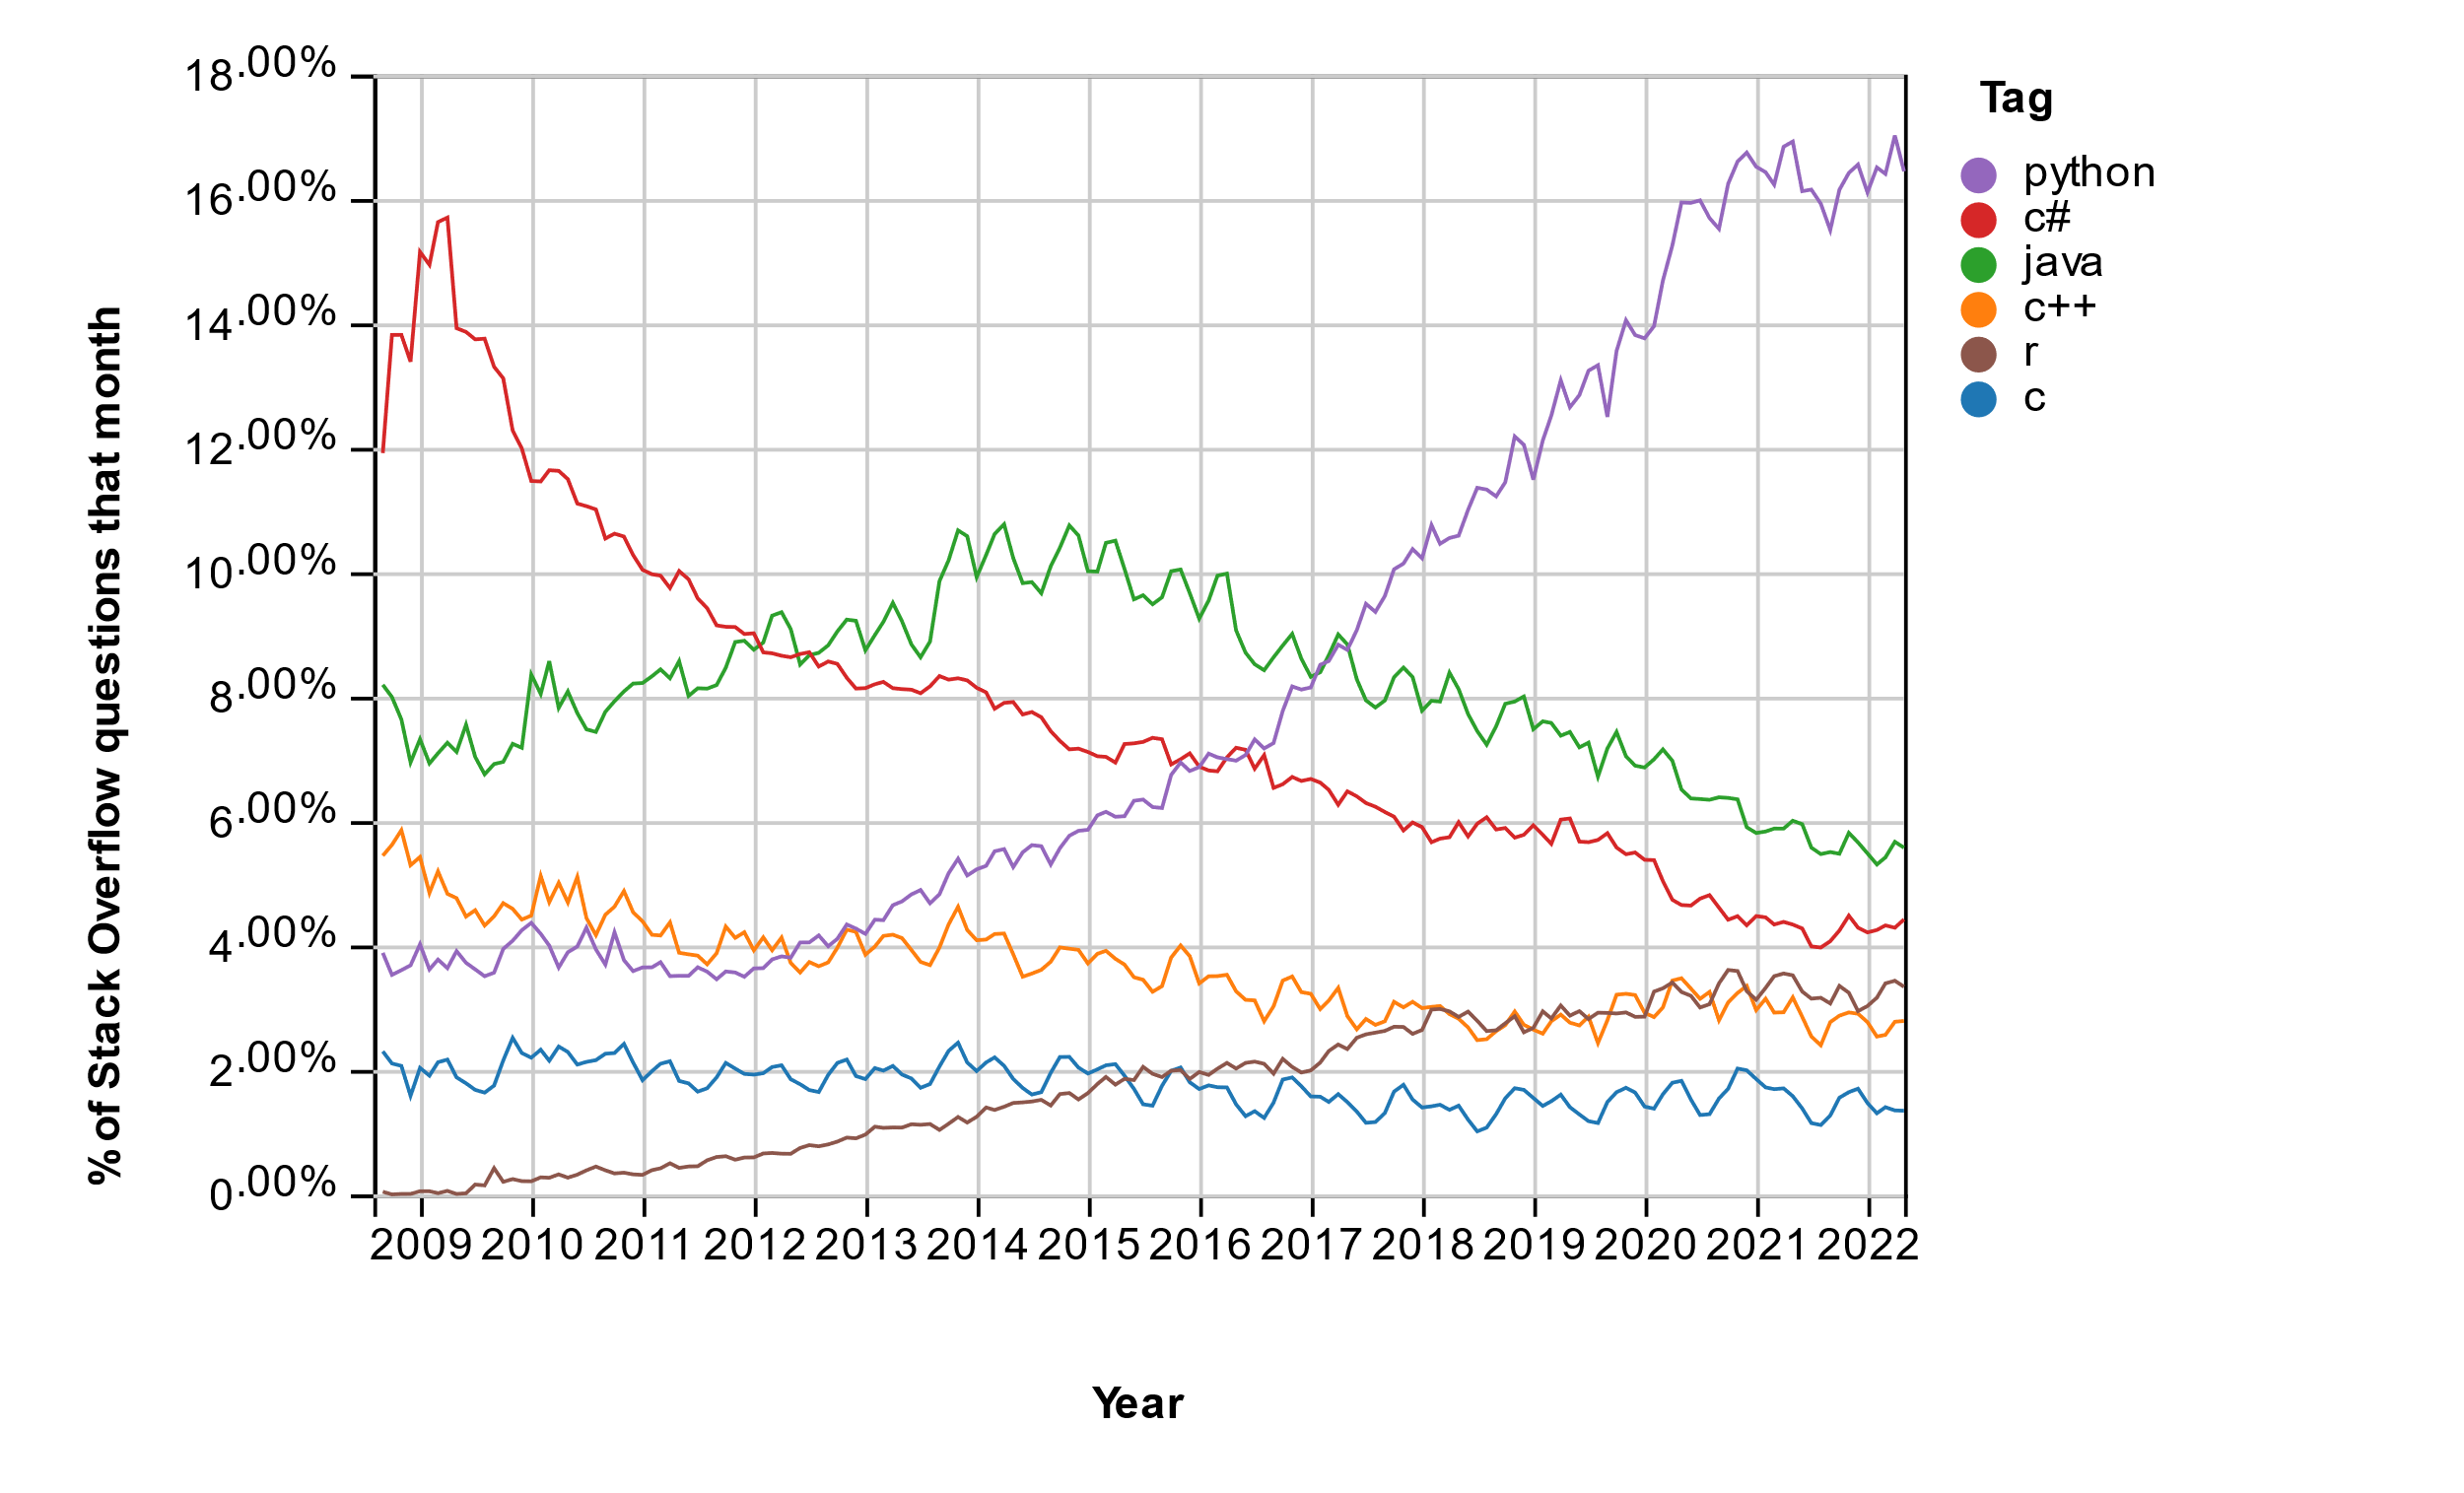 % of Stack Overflow questions that month
18.00%
16.00%
14.00%
12.00%
10.00%
8.00%
6.00%
4.00%
2.00%
0.00%
2009 2010 2011 2012 2013 2014 2015 2016 2017 2018 2019 2020 2021 2022
Year
Tag
python
c#
java
c++
r
c